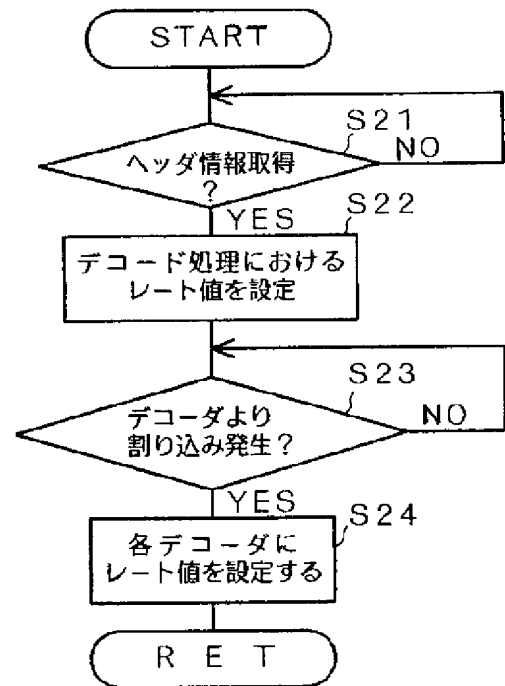 START
S21
ヘッダ情報取得
?
NO
YES
S22
デコード処理における
レート値を設定
S23
デコーダより
割り込み発生?
NO
YES
S24
各デコーダに
レート値を設定する
RET